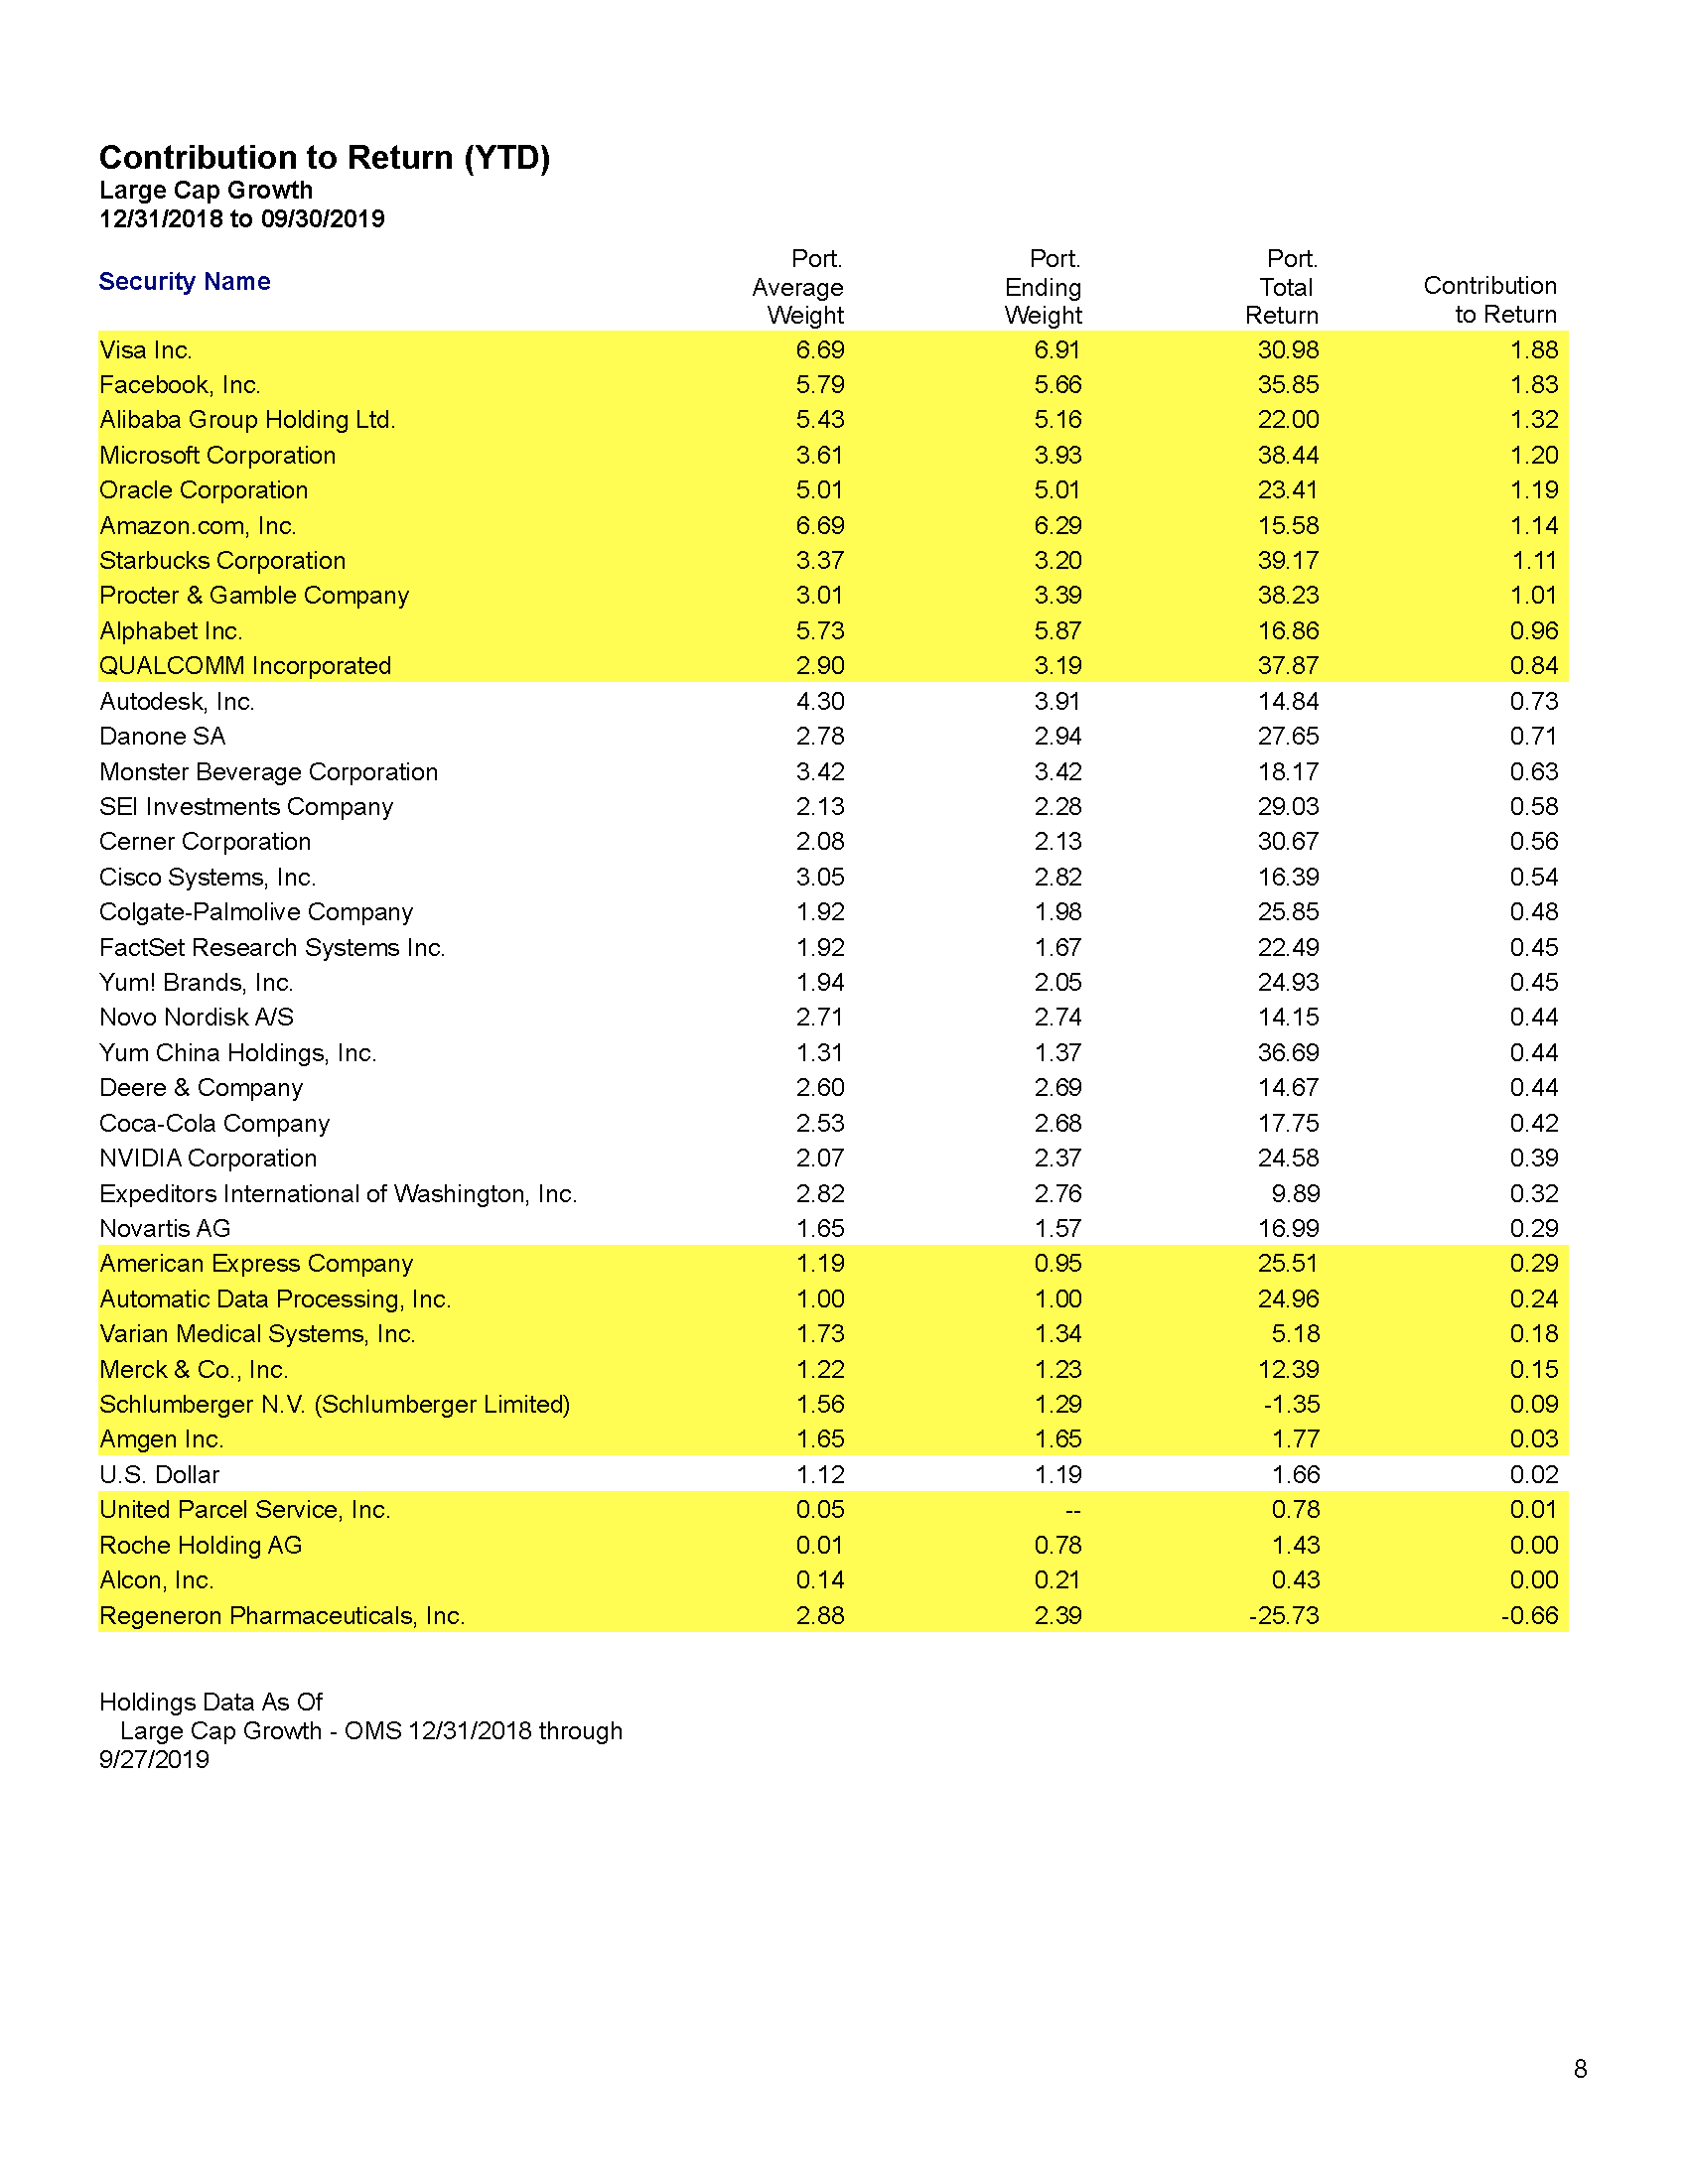 Contribution to Return (YTD)
Large Cap Growth
12/31/2018 to 09/30/2019
Security Name Port. Average Weight Port. Ending Weight Port. Total Return Contribution to Return
Visa Inc. 6.69 6.91 30.98 1.88
Facebook, Inc. 5.79 5.66 35.85 1.83
Alibaba Group Holding Ltd. 5.43 5.16 22.00 1.32
Microsoft Corporation 3.61 3.93 38.44 1.20
Oracle Corporation 5.01 5.01 23.41 1.19
Amazon.com, Inc. 6.69 6.29 15.58 1.14
Starbucks Corporation 3.37 3.20 39.17 1.11
Procter & Gamble Company 3.01 3.39 38.23 1.01
Alphabet Inc. 5.73 5.87 16.86 0.96
QUALCOMM Incorporated 2.90 3.19 37.87 0.84
Autodesk, Inc. 4.30 3.91 14.84 0.73
Danone SA 2.78 2.94 27.65 0.71
Monster Beverage Corporation 3.42 3.42 18.17 0.63
SEI Investments Company 2.13 2.28 29.03 0.58
Cerner Corporation 2.08 2.13 30.67 0.56
Cisco Systems, Inc. 3.05 2.82 16.39 0.54
Colgate-Palmolive Company 1.92 1.98 25.85 0.48
FactSet Research Systems Inc. 1.92 1.67 22.49 0.45
Yum! Brands, Inc. 1.94 2.05 24.93 0.45
Novo Nordisk A/S 2.71 2.74 14.15 0.44
Yum China Holdings, Inc. 1.31 1.37 36.69 0.44
Deere & Company 2.60 2.69 14.67 0.44
Coca-Cola Company 2.53 2.68 17.75 0.42
NVIDIA Corporation 2.07 2.37 24.58 0.39
Expeditors International of Washington, Inc. 2.82 2.76 9.89 0.32
Novartis AG 1.65 1.57 16.99 0.29
American Express Company 1.19 0.95 25.51 0.29
Automatic Data Processing, Inc. 1.00 1.00 24.96 0.24
Varian Medical Systems, Inc. 1.73 1.34 5.18 0.18
Merck & Co., Inc. 1.22 1.23 12.39 0.15
Schlumberger N.V. (Schlumberger Limited) 1.56 1.29 -1.35 0.09
Amgen Inc. 1.65 1.65 1.77 0.03
U.S. Dollar 1.12 1.19 1.66 0.02
United Parcel Service, Inc. 0.05 -- 0.78 0.01
Roche Holding AG 0.01 0.78 1.43 0.00
Alcon, Inc. 0.14 0.21 0.43 0.00
Regeneron Pharmaceuticals, Inc. 2.88 2.39 -25.73 -0.66
Holdings Data As Of
Large Cap Growth - OMS 12/31/2018 through
9/27/2019
8